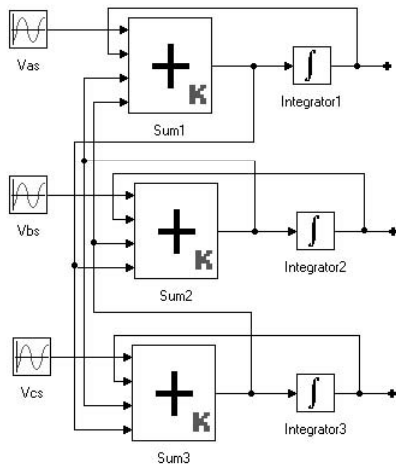 Vas
K
Sum1
Integrator1
Vbs
K
Sum2
Integrator2
Vcs
K
Sum3
Integrator3